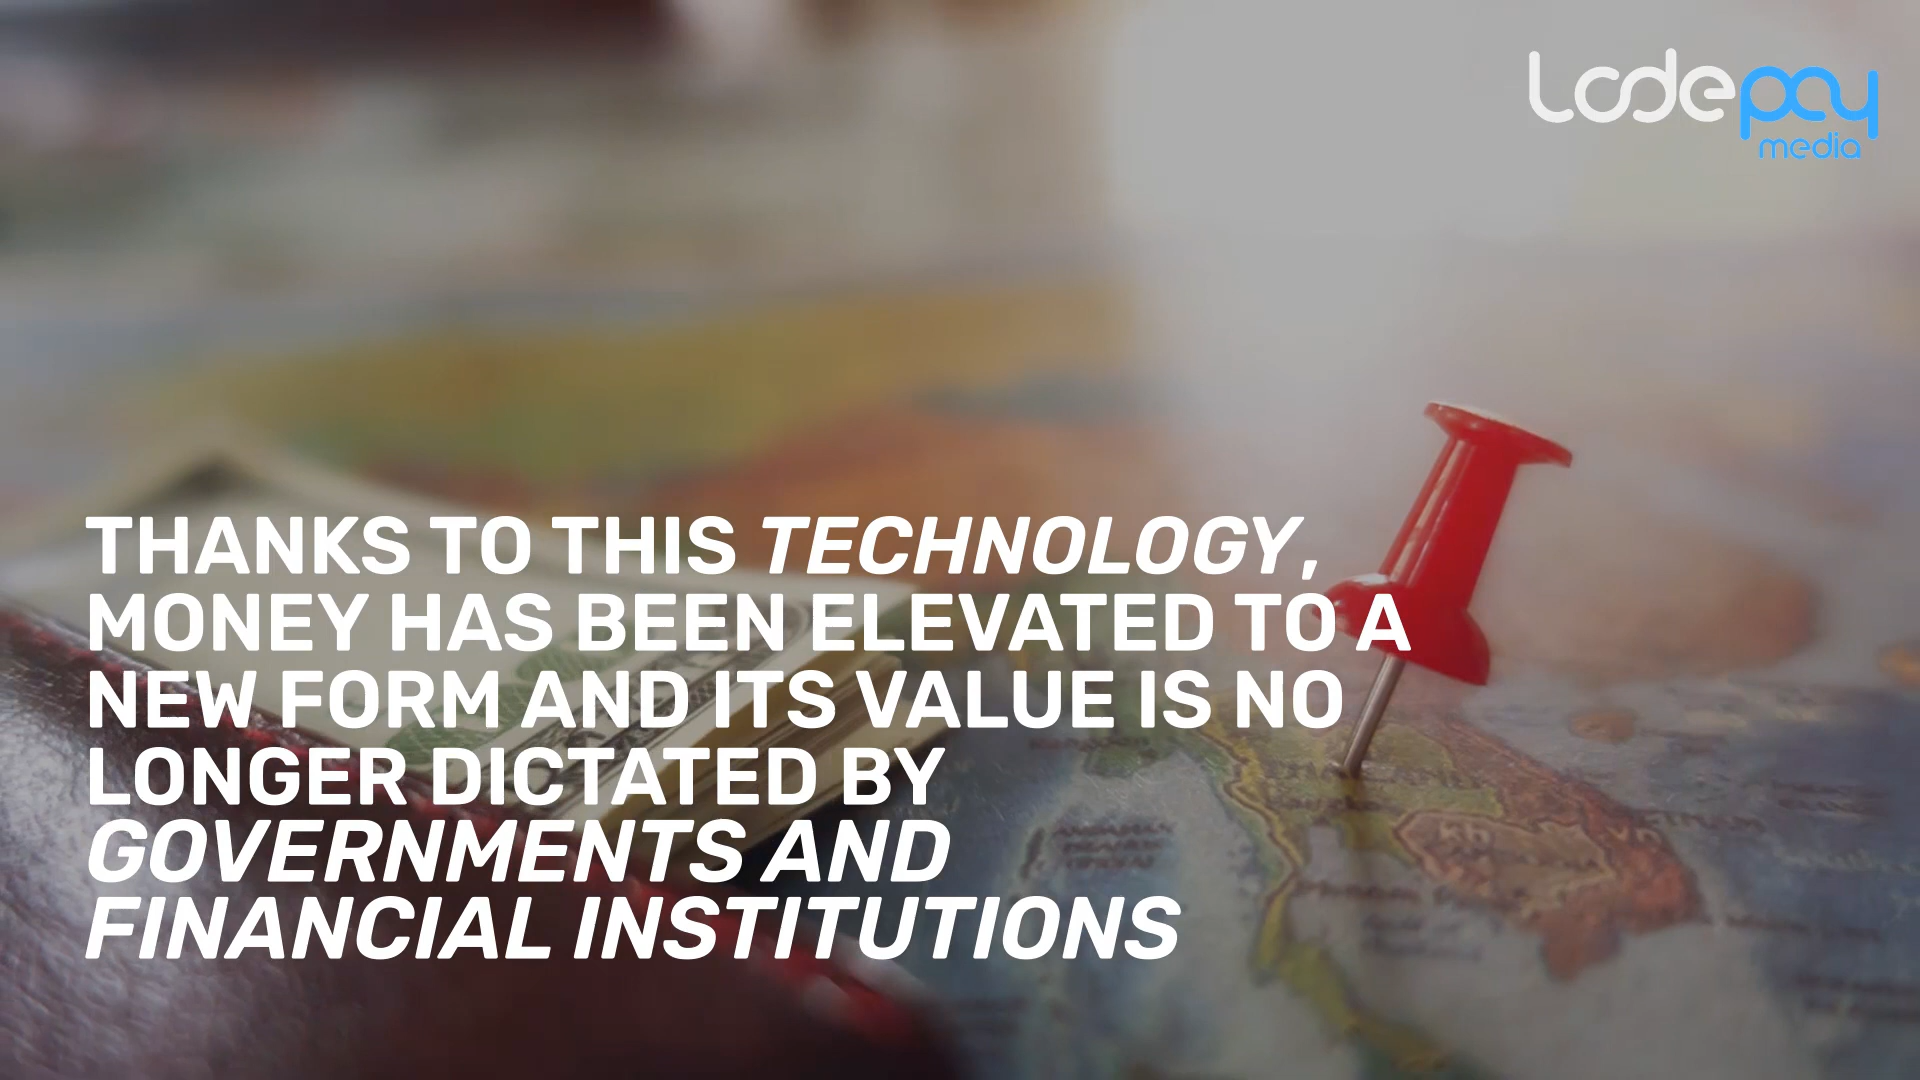 lodepay
media
THANKS TO THIS TECHNOLOGY,
MONEY HAS BEEN ELEVATED TO A
NEW FORM AND ITS VALUE IS NO
LONGER DICTATED BY
GOVERNMENTS AND
FINANCIAL INSTITUTIONS